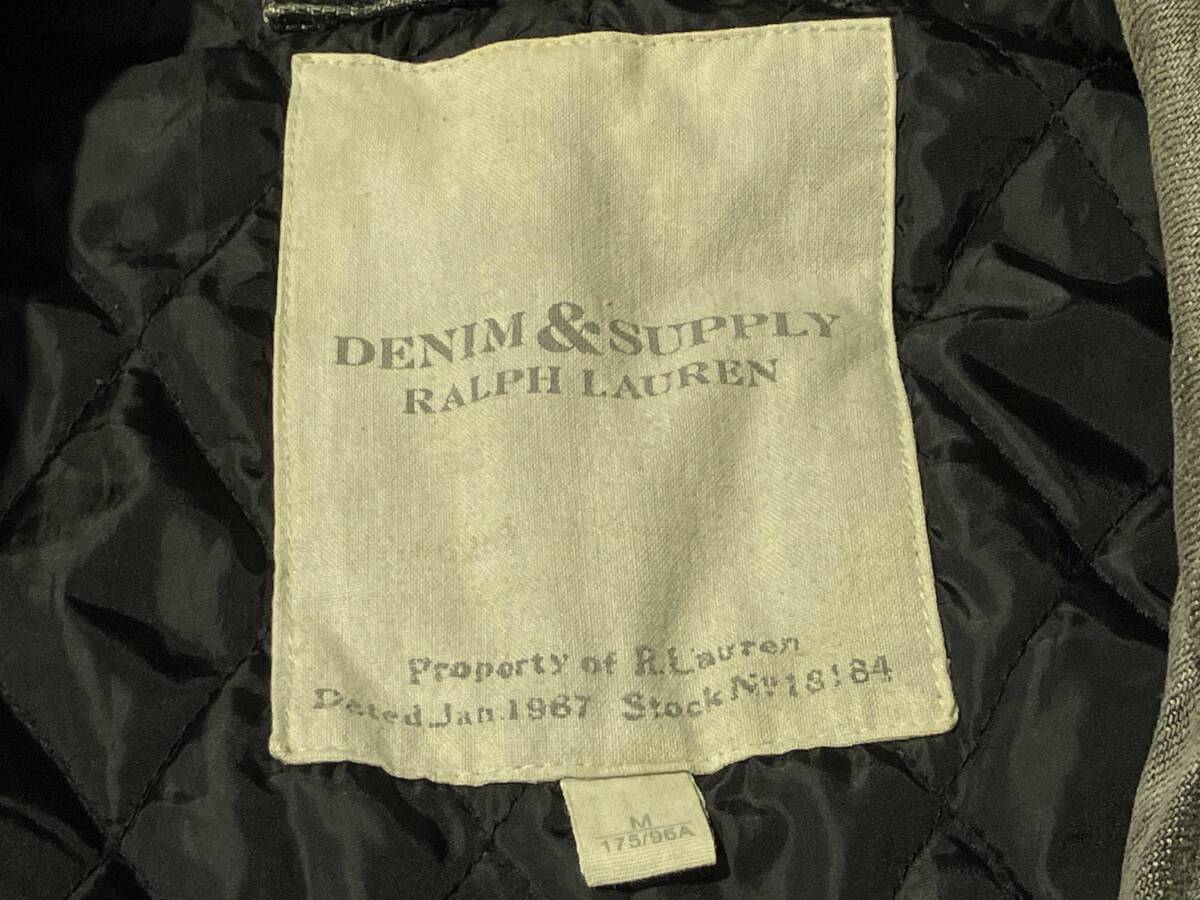 DENIM & SUPPLY
RALPH LAUREN
Property of R.Lauren
Dated Jan.1967 Stock No 18184
M
175/96A